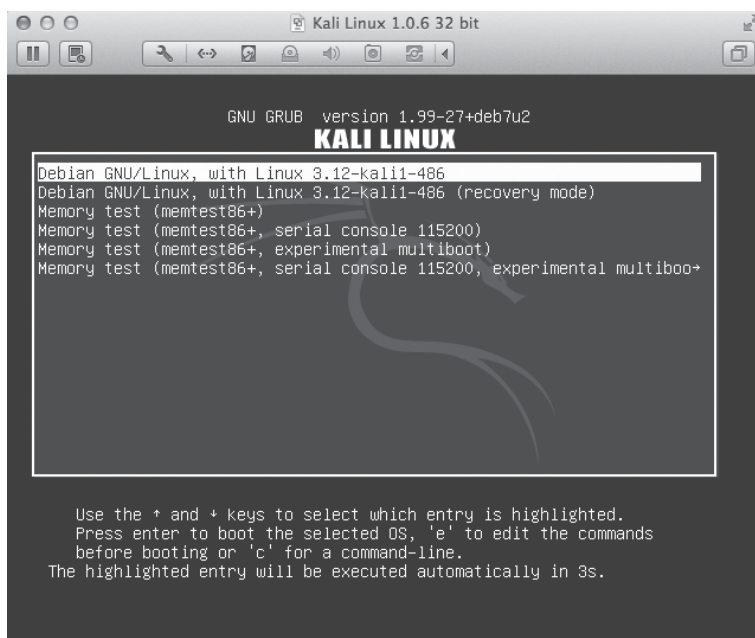 Kali Linux 1.0.6 32 bit
GNU GRUB version 1.99-27+deb7u2
KALI LINUX
Debian GNU/Linux, with Linux 3.12-kali1-486
Debian GNU/Linux, with Linux 3.12-kali1-486 (recovery mode)
Memory test (memtest86+)
Memory test (memtest86+, serial console 115200)
Memory test (memtest86+, experimental multiboot)
Memory test (memtest86+, serial console 115200, experimental multiboo→
Use the ↑ and ↓ keys to select which entry is highlighted.
Press enter to boot the selected OS, 'e' to edit the commands
before booting or 'c' for a command-line.
The highlighted entry will be executed automatically in 3s.